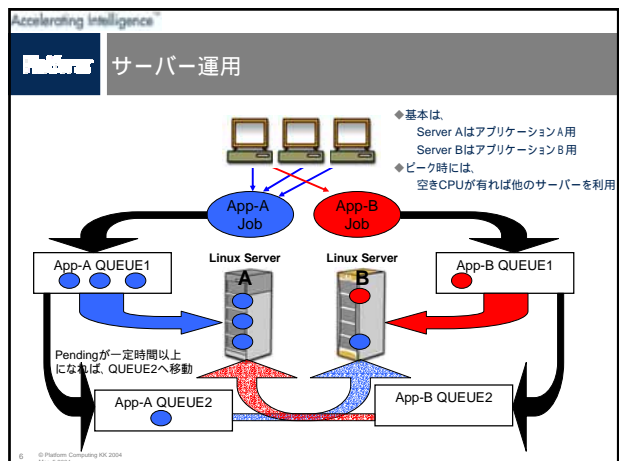 Accelerating Intelligence™
Platform
サーバー運用
◆基本は、
Server AはアプリケーションA用
Server BはアプリケーションB用
◆ピーク時には、
空きCPUが有れば他のサーバーを利用
App-A
Job
App-B
Job
App-A QUEUE1
Linux Server
A
Linux Server
B
App-B QUEUE1
Pendingが一定時間以上
になれば、QUEUE2へ移動
App-A QUEUE2
App-B QUEUE2
6
© Platform Computing KK 2004